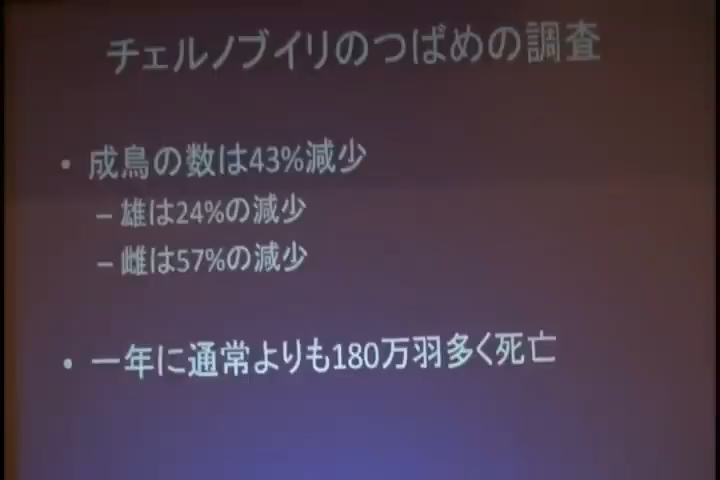 チェルノブイリのつばめの調査
• 成鳥の数は43%減少
– 雄は24%の減少
– 雌は57%の減少
• 一年に通常よりも180万羽多く死亡